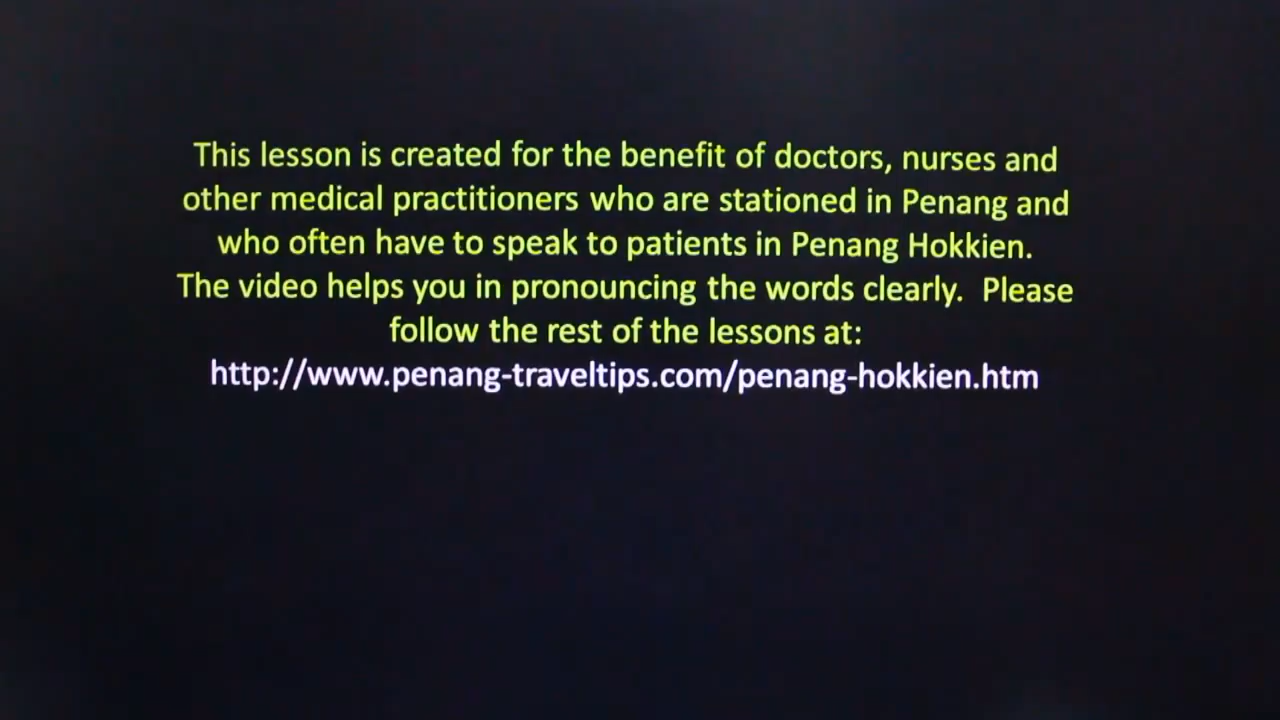 This lesson is created for the benefit of doctors, nurses and
other medical practitioners who are stationed in Penang and
who often have to speak to patients in Penang Hokkien.
The video helps you in pronouncing the words clearly.  Please
follow the rest of the lessons at:
http://www.penang-traveltips.com/penang-hokkien.htm